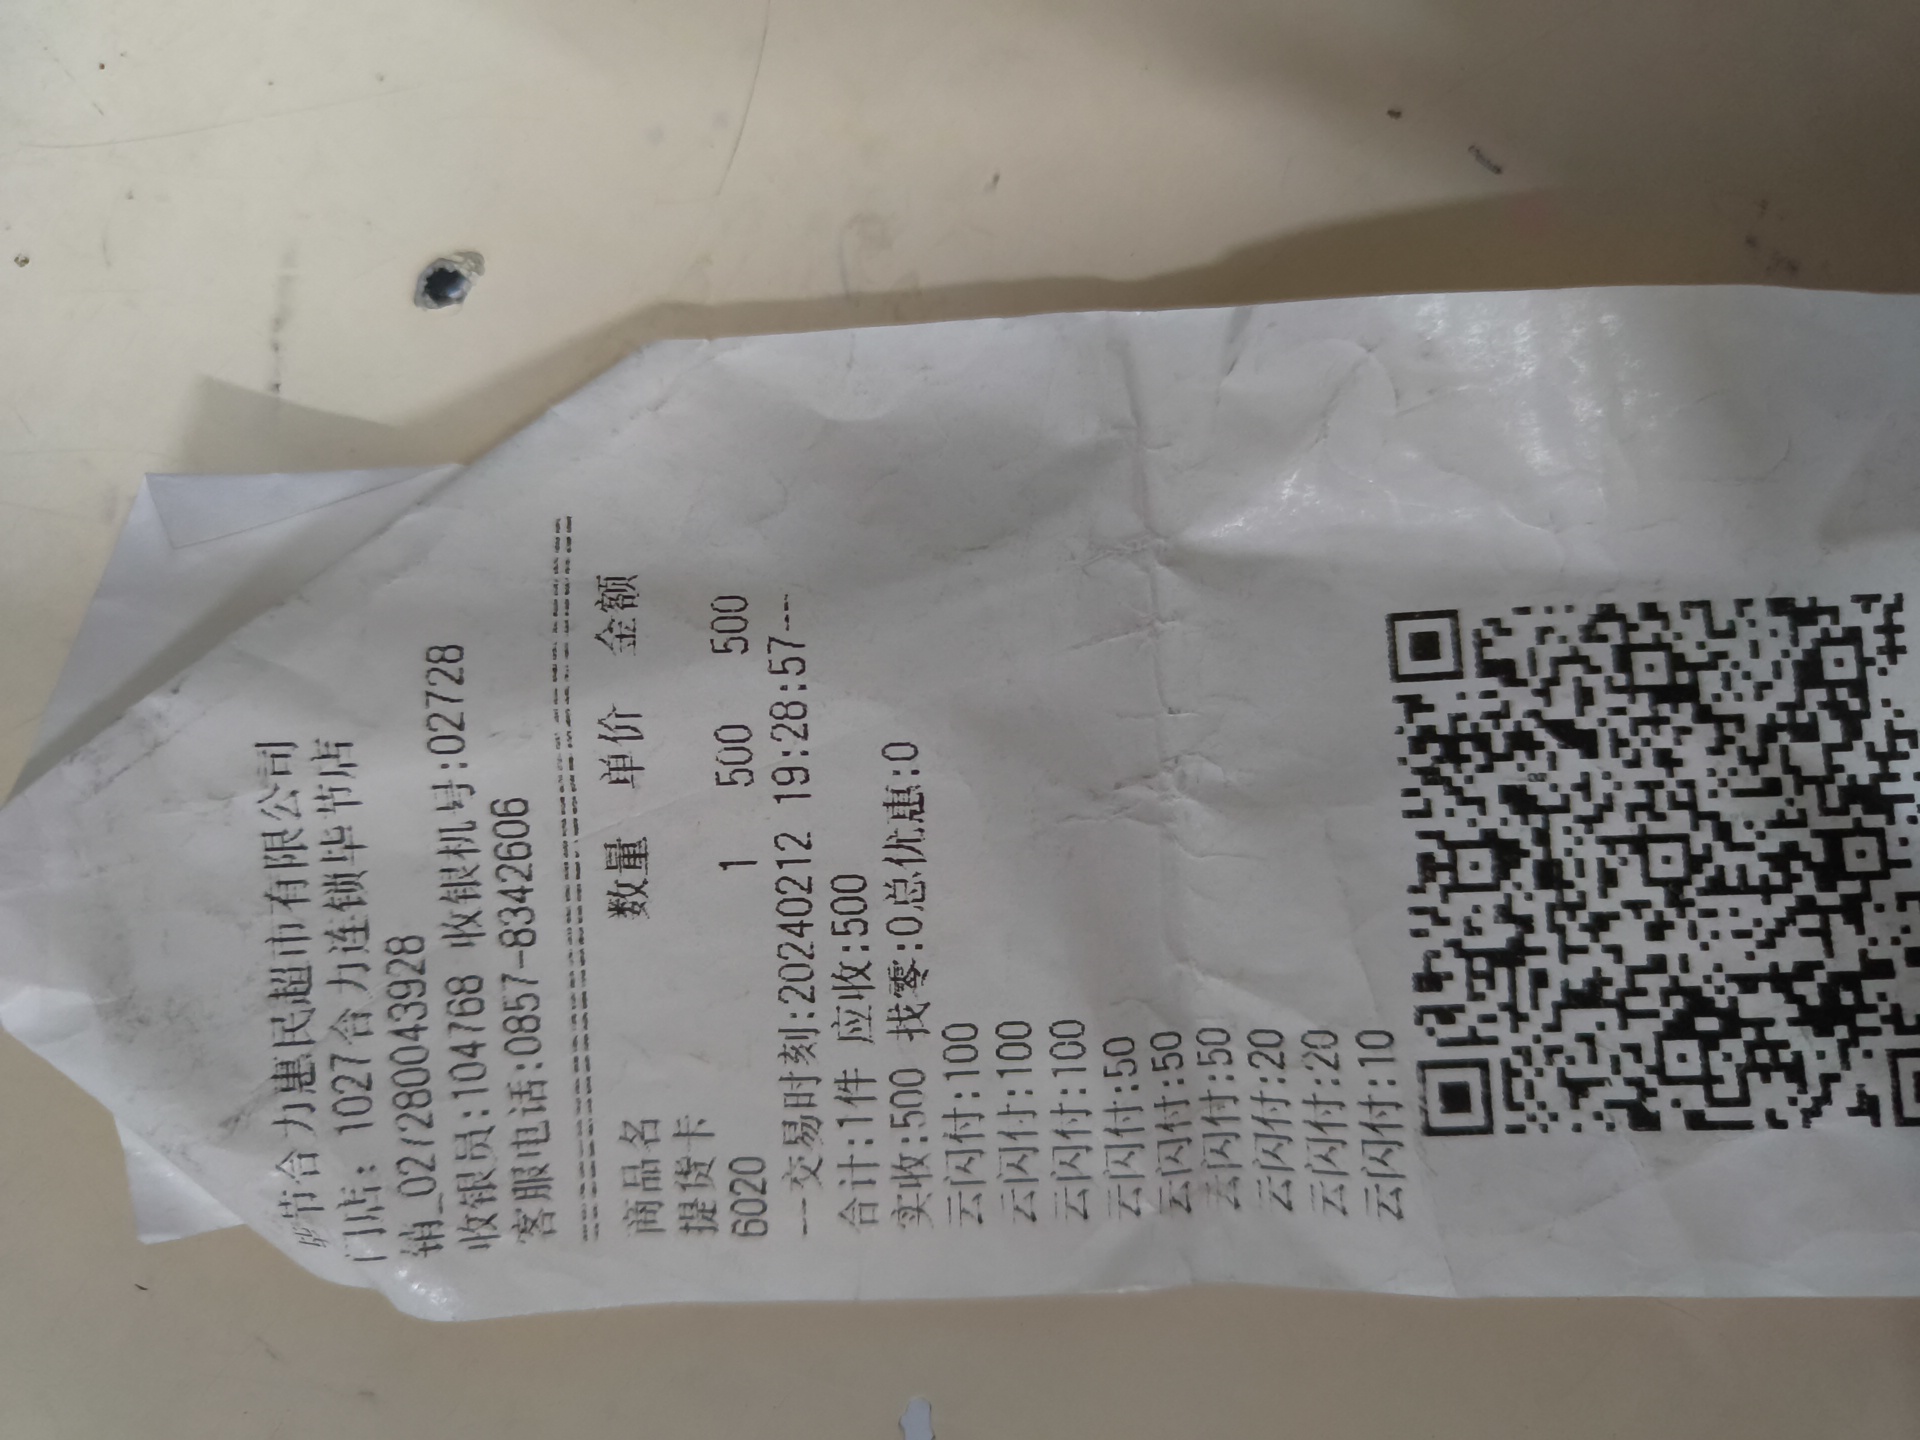 毕节合力惠民超市有限公司
门店: 1027合力连锁毕节店
销_027280043928
收银员:104768 收银机号:02728
客服电话:0857-8342606
商品名 数量 单价 金额
提货卡
6020 1 500 500
---交易时刻:20240212 19:28:57---
合计:1件 应收:500
实收:500 找零:0总优惠:0
云闪付:100
云闪付:100
云闪付:100
云闪付:50
云闪付:50
云闪付:50
云闪付:20
云闪付:20
云闪付:10